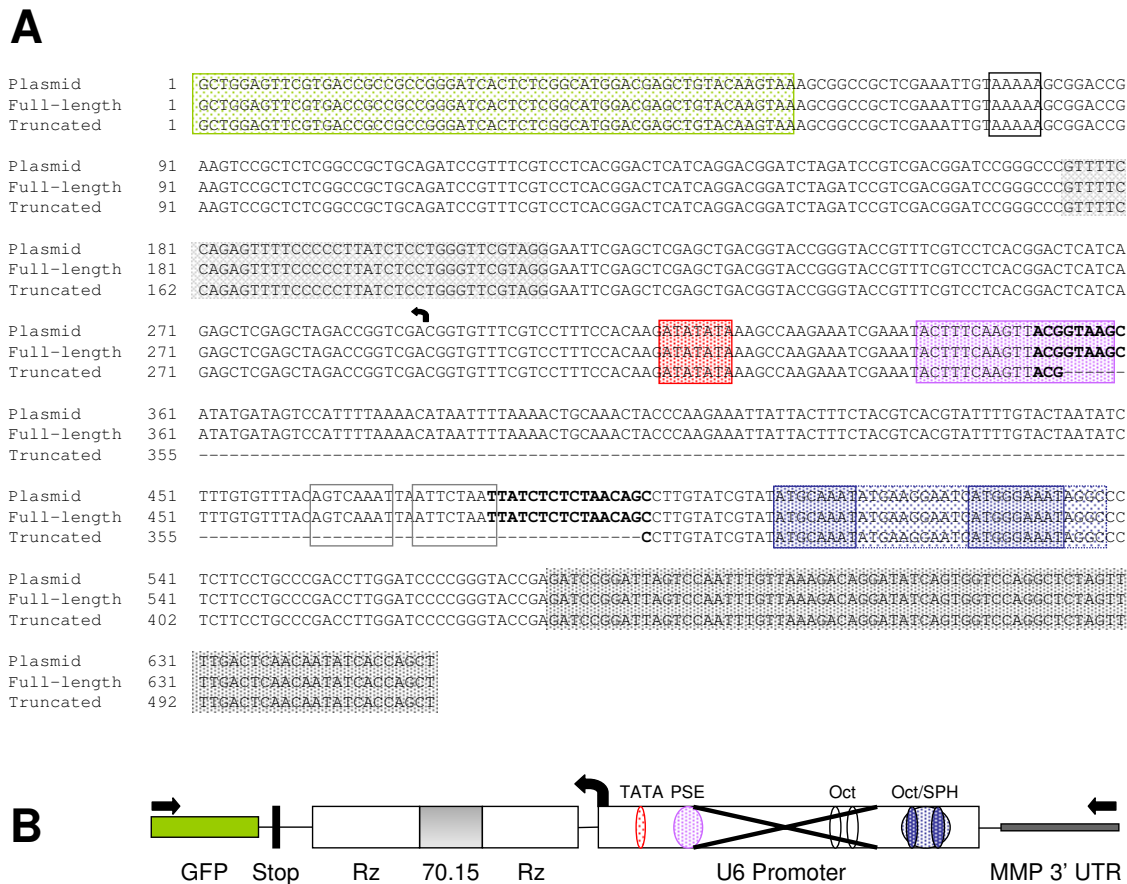 A
Plasmid 1 GCTGGAGTTCGTGACCGCCGCCGGGATCACTCTCGGCATGGACGAGCTGTACAAGTAAAGCGGCCGCTCGAAATTGTAAAAAGCGGACCG
Full-length 1 GCTGGAGTTCGTGACCGCCGCCGGGATCACTCTCGGCATGGACGAGCTGTACAAGTAAAGCGGCCGCTCGAAATTGTAAAAAGCGGACCG
Truncated 1 GCTGGAGTTCGTGACCGCCGCCGGGATCACTCTCGGCATGGACGAGCTGTACAAGTAAAGCGGCCGCTCGAAATTGTAAAAAGCGGACCG
Plasmid 91 AAGTCCGCTCTCGGCCGCTGCAGATCCGTTTCGTCCTCACGGACTCATCAGGACGGATCTAGATCCGTCGACGGATCCGGGCCCGTTTTC
Full-length 91 AAGTCCGCTCTCGGCCGCTGCAGATCCGTTTCGTCCTCACGGACTCATCAGGACGGATCTAGATCCGTCGACGGATCCGGGCCCGTTTTC
Truncated 91 AAGTCCGCTCTCGGCCGCTGCAGATCCGTTTCGTCCTCACGGACTCATCAGGACGGATCTAGATCCGTCGACGGATCCGGGCCCGTTTTC
Plasmid 181 CAGAGTTTTCCCCCTTATCTCCTGGGTTCGTAGGGAATTCGAGCTCGAGCTGACGGTACCGGGTACCGTTTCGTCCTCACGGACTCATCA
Full-length 181 CAGAGTTTTCCCCCTTATCTCCTGGGTTCGTAGGGAATTCGAGCTCGAGCTGACGGTACCGGGTACCGTTTCGTCCTCACGGACTCATCA
Truncated 162 CAGAGTTTTCCCCCTTATCTCCTGGGTTCGTAGGGAATTCGAGCTCGAGCTGACGGTACCGGGTACCGTTTCGTCCTCACGGACTCATCA
Plasmid 271 GAGCTCGAGCTAGACCGGTCGACGGTGTTTCGTCCTTTCCACAAGATATATAAAGCCAAGAAATCGAAATACTTTCAAGTTACGGTAAGC
Full-length 271 GAGCTCGAGCTAGACCGGTCGACGGTGTTTCGTCCTTTCCACAAGATATATAAAGCCAAGAAATCGAAATACTTTCAAGTTACGGTAAGC
Truncated 271 GAGCTCGAGCTAGACCGGTCGACGGTGTTTCGTCCTTTCCACAAGATATATAAAGCCAAGAAATCGAAATACTTTCAAGTTACG------
Plasmid 361 ATATGATAGTCCATTTTAAAACATAATTTTAAAACTGCAAACTACCCAAGAAATTATTACTTTCTACGTCACGTATTTTGTACTAATATC
Full-length 361 ATATGATAGTCCATTTTAAAACATAATTTTAAAACTGCAAACTACCCAAGAAATTATTACTTTCTACGTCACGTATTTTGTACTAATATC
Truncated 355 ------------------------------------------------------------------------------------------
Plasmid 451 TTTGTGTTTACAGTCAAATTAATTCTAATTATCTCTCTAACAGCCTTGTATCGTATATGCAAATATGAAGGAATCATGGGAAATAGGCCC
Full-length 451 TTTGTGTTTACAGTCAAATTAATTCTAATTATCTCTCTAACAGCCTTGTATCGTATATGCAAATATGAAGGAATCATGGGAAATAGGCCC
Truncated 355 -------------------------------------------CCTTGTATCGTATATGCAAATATGAAGGAATCATGGGAAATAGGCCC
Plasmid 541 TCTTCCTGCCCGACCTTGGATCCCCGGGTACCGAGATCCGGATTAGTCCAATTTGTTAAAGACAGGATATCAGTGGTCCAGGCTCTAGTT
Full-length 541 TCTTCCTGCCCGACCTTGGATCCCCGGGTACCGAGATCCGGATTAGTCCAATTTGTTAAAGACAGGATATCAGTGGTCCAGGCTCTAGTT
Truncated 402 TCTTCCTGCCCGACCTTGGATCCCCGGGTACCGAGATCCGGATTAGTCCAATTTGTTAAAGACAGGATATCAGTGGTCCAGGCTCTAGTT
Plasmid 631 TTGACTCAACAATATCACCAGCT
Full-length 631 TTGACTCAACAATATCACCAGCT
Truncated 492 TTGACTCAACAATATCACCAGCT
B
TATA PSE Oct Oct/SPH
GFP Stop Rz 70.15 Rz U6 Promoter MMP 3' UTR